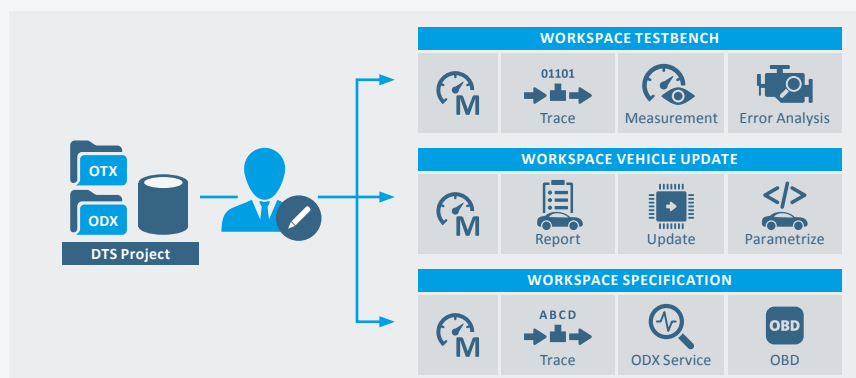 OTX
ODX
DTS Project
WORKSPACE TESTBENCH
M
01101
Trace
Measurement
Error Analysis
WORKSPACE VEHICLE UPDATE
M
Report
Update
</>
Parametrize
WORKSPACE SPECIFICATION
M
ABCD
Trace
ODX Service
OBD
OBD